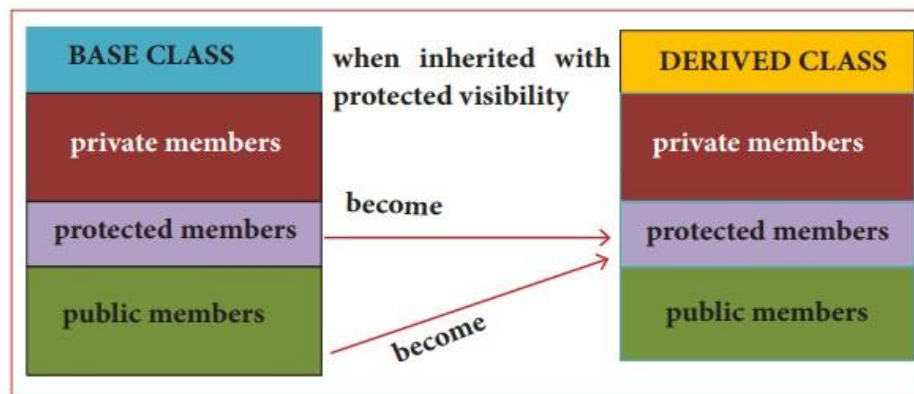 BASE CLASS
when inherited with
protected visibility
DERIVED CLASS
private members
private members
become
protected members
protected members
public members
become
public members